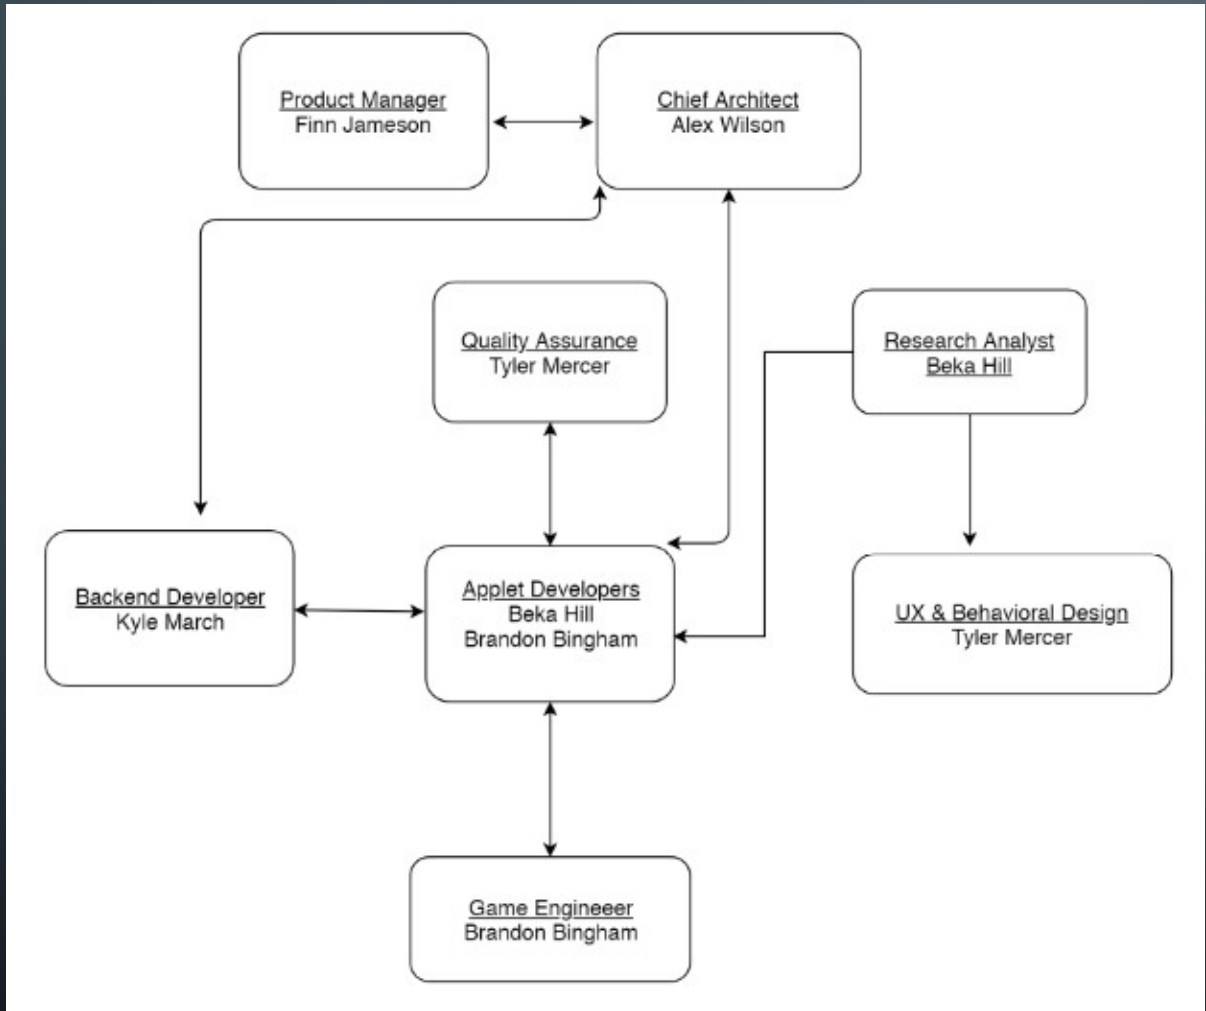 Product Manager
Finn Jameson
Chief Architect
Alex Wilson
Quality Assurance
Tyler Mercer
Research Analyst
Beka Hill
Backend Developer
Kyle March
Applet Developers
Beka Hill
Brandon Bingham
UX & Behavioral Design
Tyler Mercer
Game Engineeer
Brandon Bingham